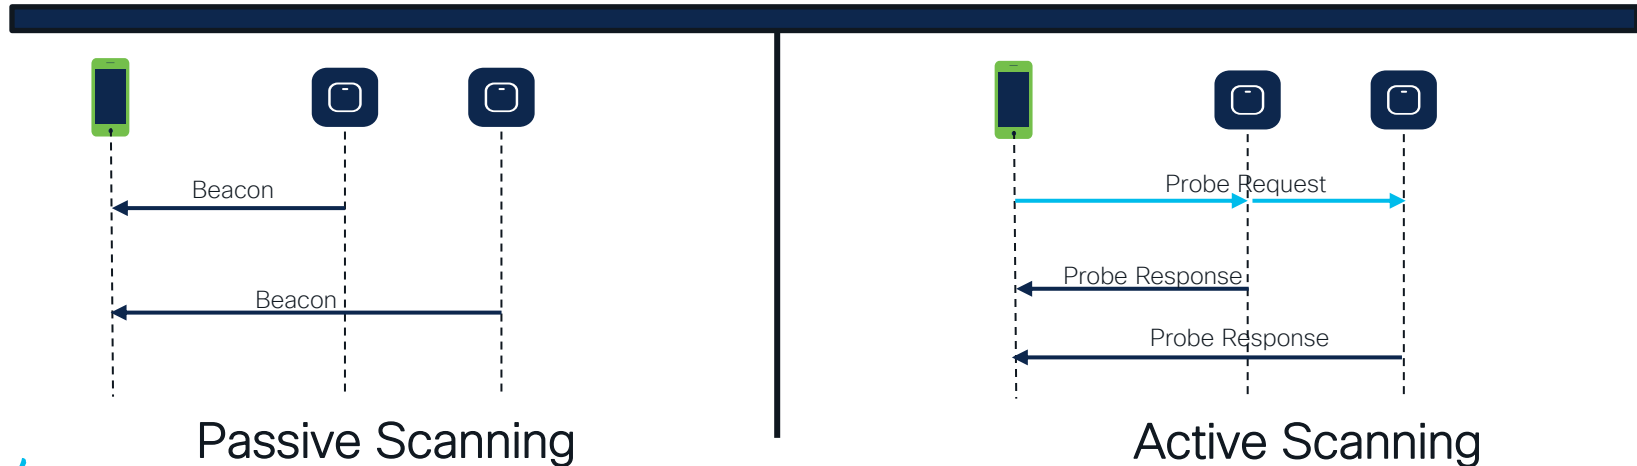 Beacon
Beacon
Passive Scanning
Probe Request
Probe Response
Probe Response
Active Scanning